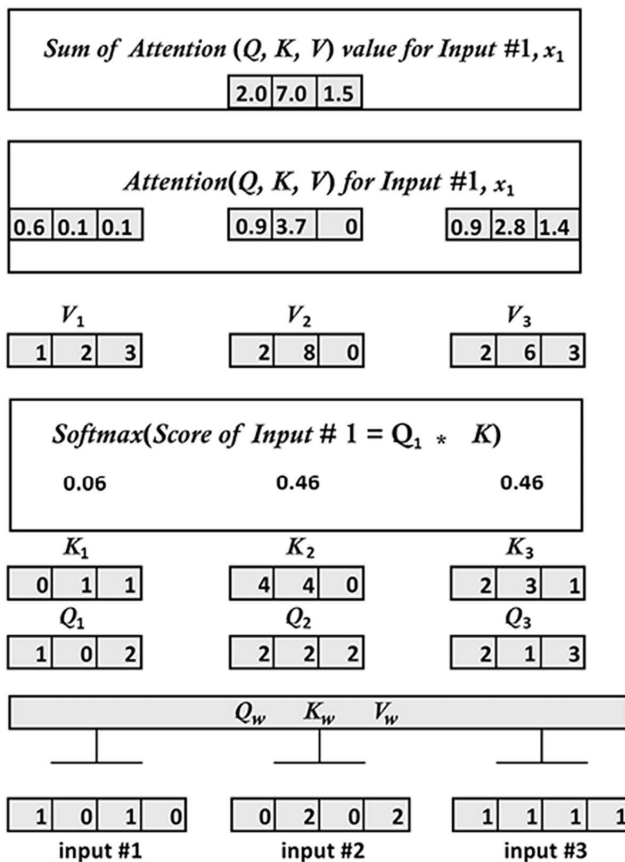 Sum of Attention (Q, K, V) value for Input #1, x₁
2.0 7.0 1.5
Attention(Q, K, V) for Input #1, x₁
0.6 0.1 0.1 0.9 3.7 0 0.9 2.8 1.4
V₁ V₂ V₃
1 2 3 2 8 0 2 6 3
Softmax(Score of Input # 1 = Q₁ * K)
0.06 0.46 0.46
K₁ K₂ K₃
0 1 1 4 4 0 2 3 1
Q₁ Q₂ Q₃
1 0 2 2 2 2 2 1 3
Q_w K_w V_w
1 0 1 0 0 2 0 2 1 1 1 1
input #1 input #2 input #3